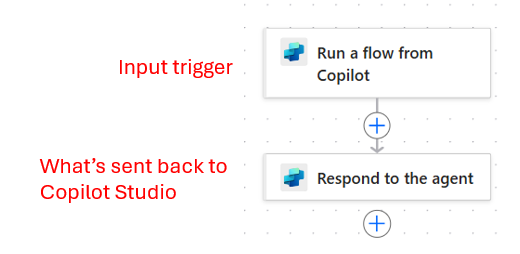 Input trigger
Run a flow from
Copilot
What's sent back to
Copilot Studio
Respond to the agent